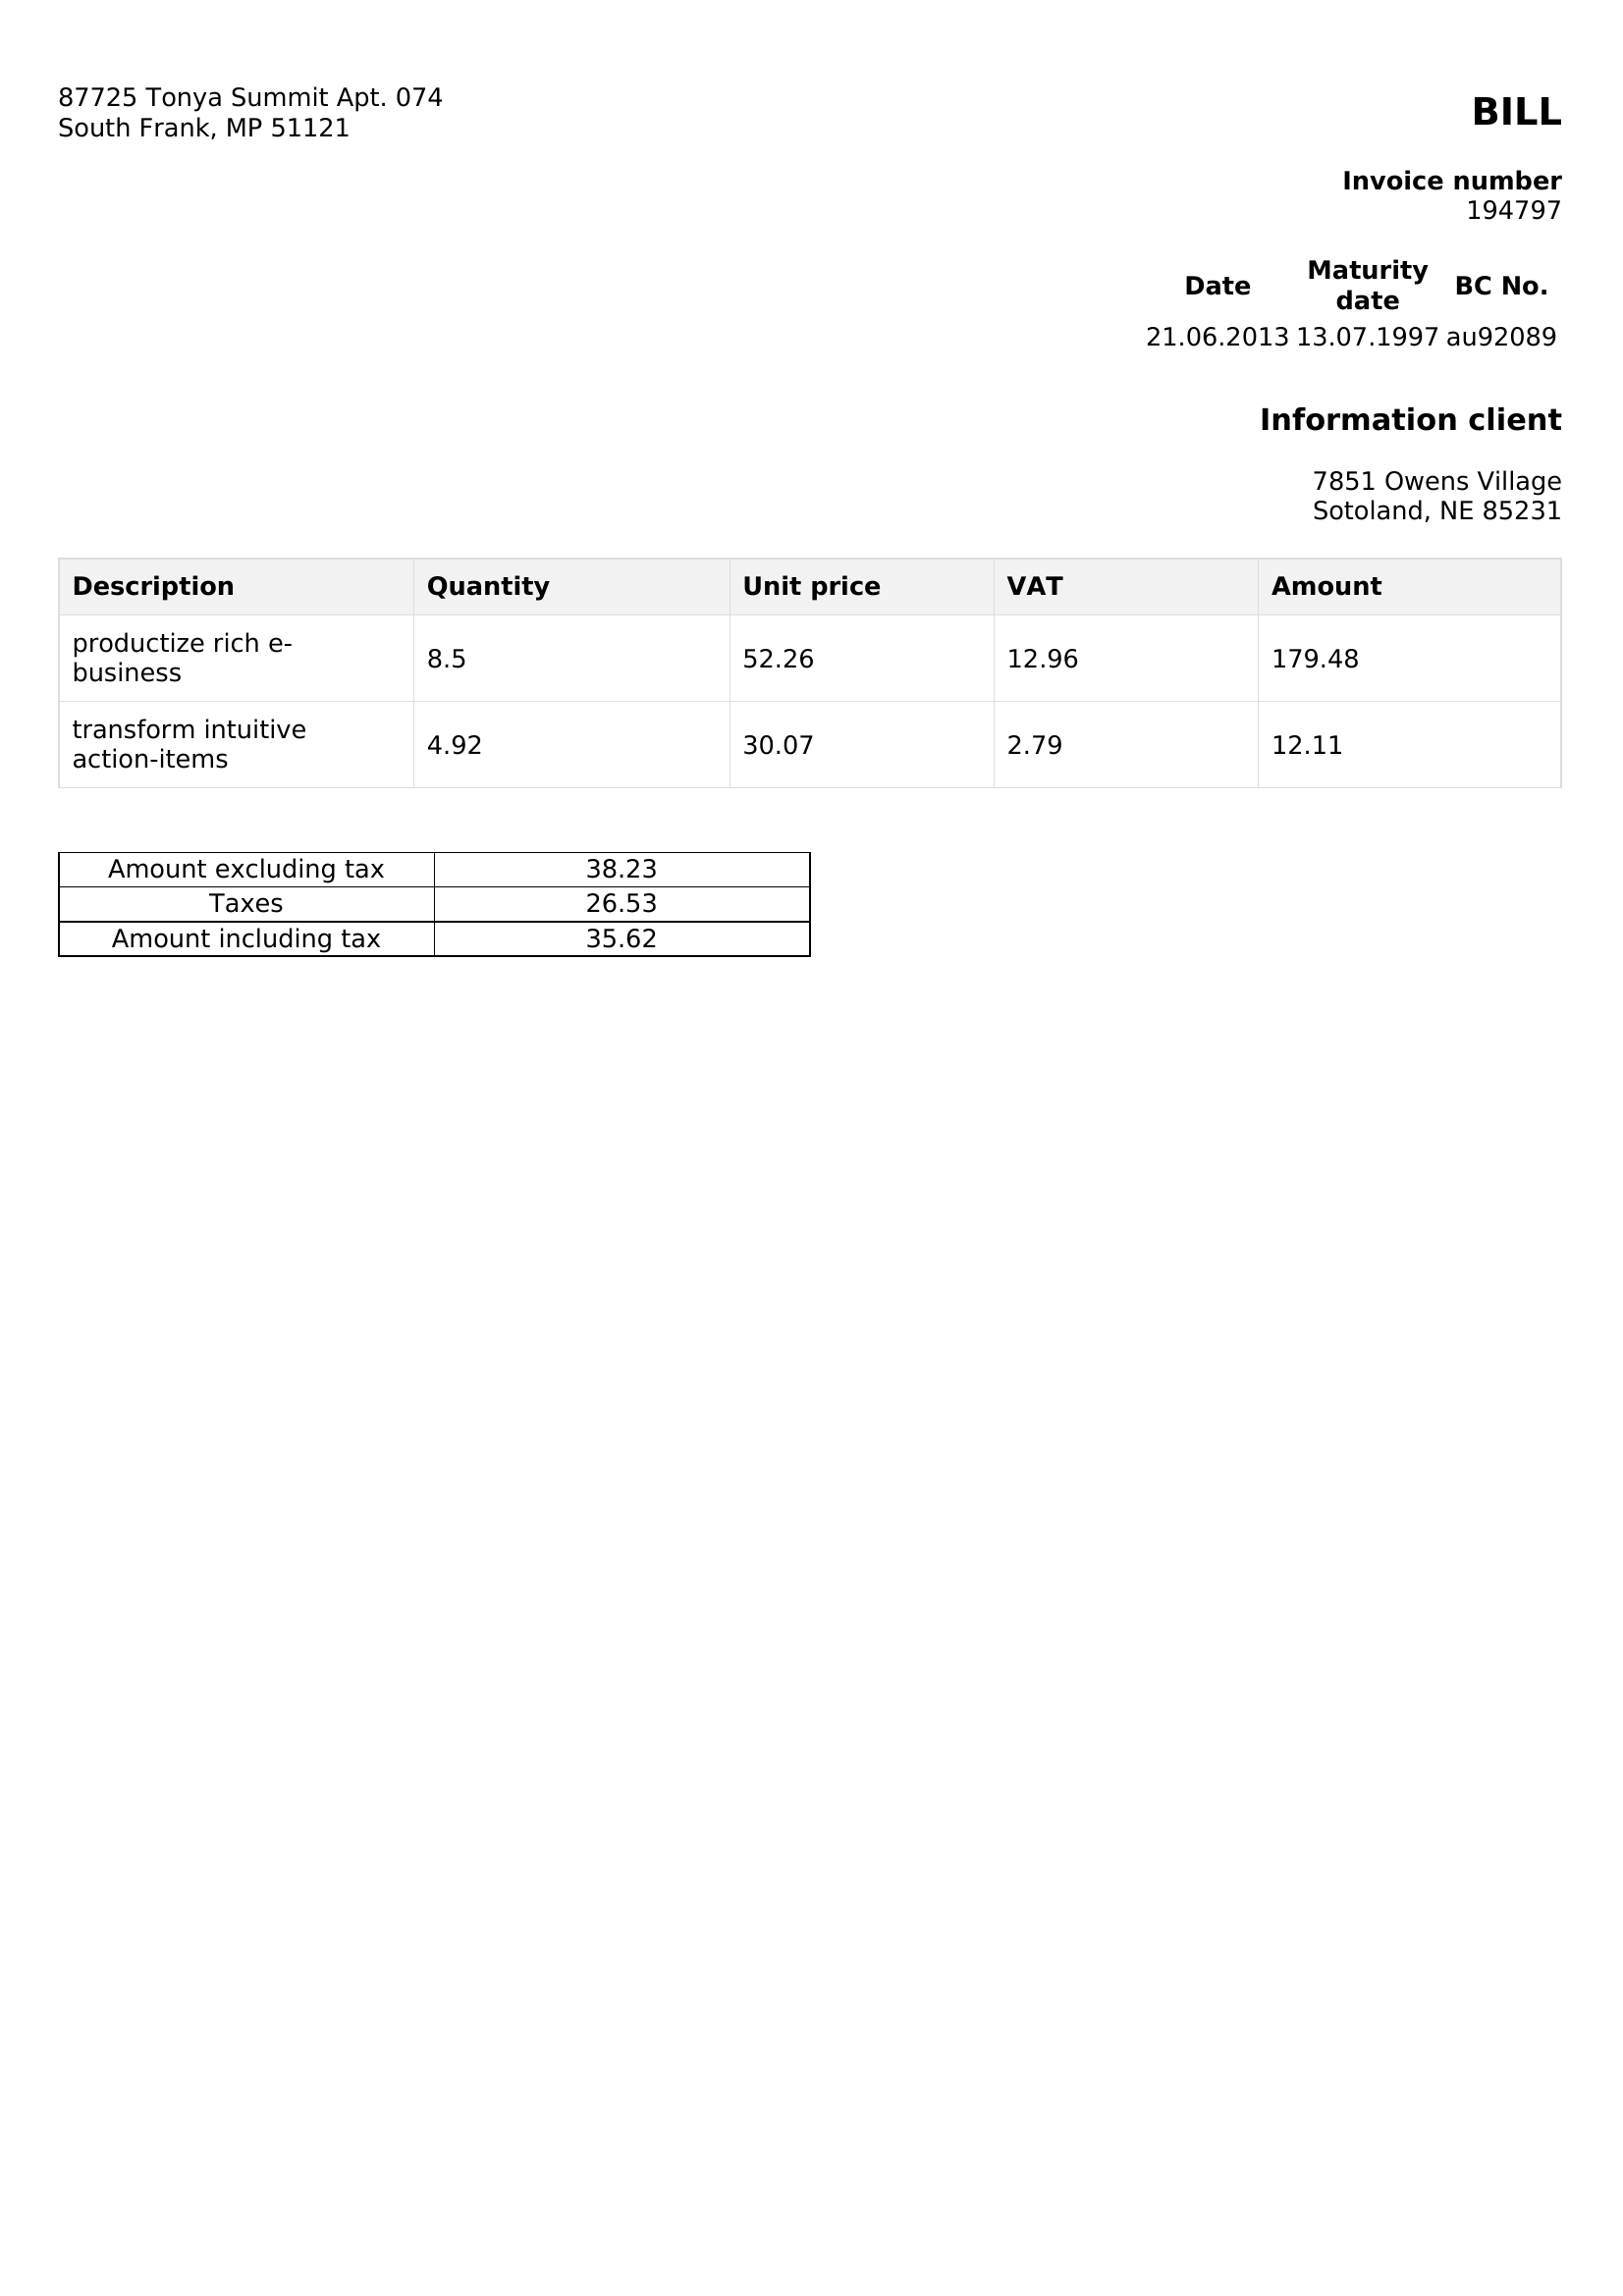 87725 Tonya Summit Apt. 074
South Frank, MP 51121
BILL
Invoice number
194797
Date Maturity date BC No.
21.06.2013 13.07.1997 au92089
Information client
7851 Owens Village
Sotoland, NE 85231
Description Quantity Unit price VAT Amount
productize rich e-
business 8.5 52.26 12.96 179.48
transform intuitive
action-items 4.92 30.07 2.79 12.11
Amount excluding tax 38.23
Taxes 26.53
Amount including tax 35.62